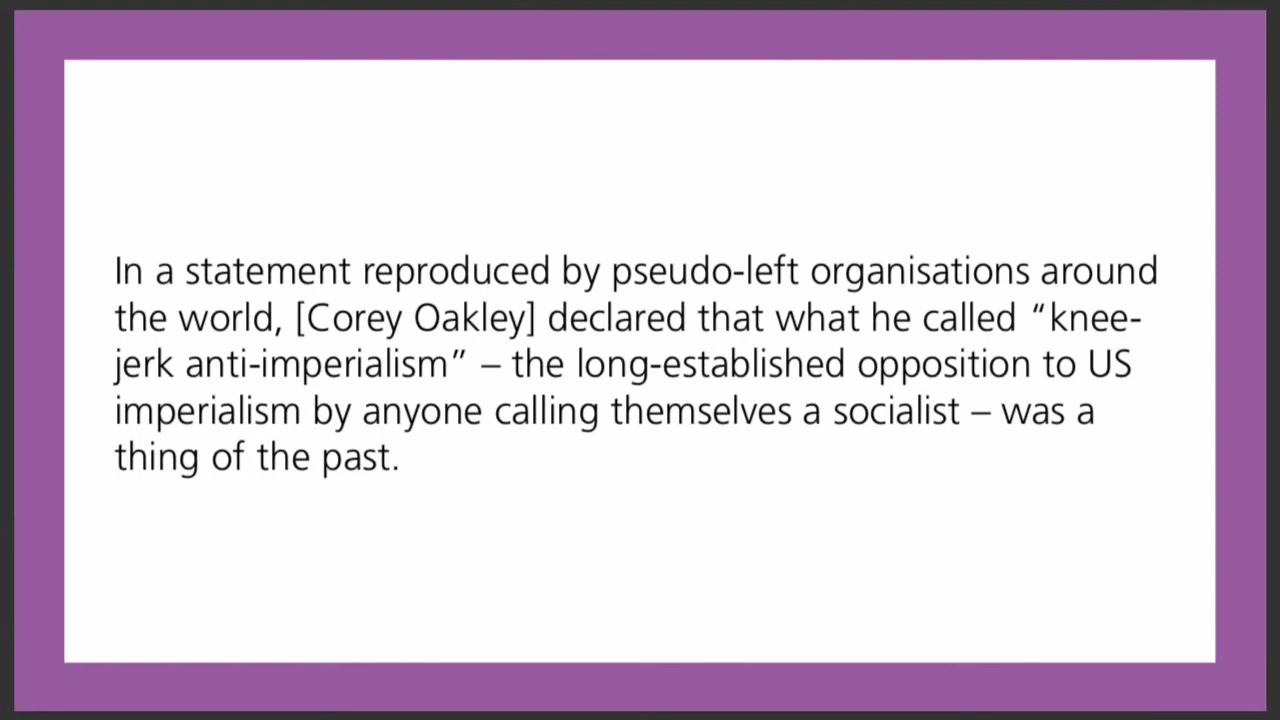 In a statement reproduced by pseudo-left organisations around
the world, [Corey Oakley] declared that what he called “knee-
jerk anti-imperialism” – the long-established opposition to US
imperialism by anyone calling themselves a socialist – was a
thing of the past.